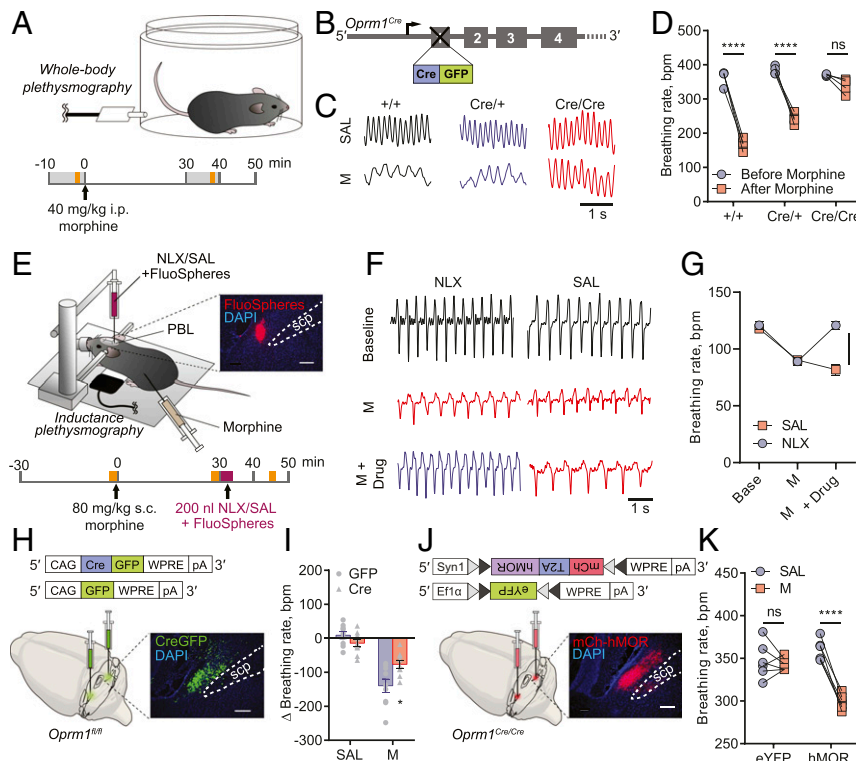 A
Whole-body
plethysmography
-10 0 30 40 50 min
40 mg/kg i.p.
morphine
B
Oprm1Cre
5′ 2 3 4 3′
Cre GFP
C
+/+ Cre/+ Cre/Cre
SAL
M
1 s
D
Breathing rate, bpm
500
400
300
200
100
0
**** **** ns
Before Morphine
After Morphine
+/+ Cre/+ Cre/Cre
E
NLX/SAL
+FluoSpheres
PBL
FluoSpheres
DAPI
scp
Inductance
plethysmography
Morphine
-30 0 30 40 50 min
80 mg/kg s.c.
morphine
200 nl NLX/SAL
+ FluoSpheres
F
NLX SAL
Baseline
M
M +
Drug
1 s
G
Breathing rate, bpm
150
100
50
0
SAL
NLX
Base M M + Drug
H
5′ CAG Cre GFP WPRE pA 3′
5′ CAG GFP WPRE pA 3′
CreGFP
DAPI
scp
Oprm1fl/fl
I
Δ Breathing rate, bpm
200
100
0
-100
-200
-300
GFP
Cre
*
SAL M
J
5′ Syn1 hMOR T2A mCh WPRE pA 3′
5′ Ef1α eYFP WPRE pA 3′
mCh-hMOR
DAPI
scp
Oprm1Cre/Cre
K
Breathing rate, bpm
450
400
350
300
250
0
SAL
M
ns ****
eYFP hMOR